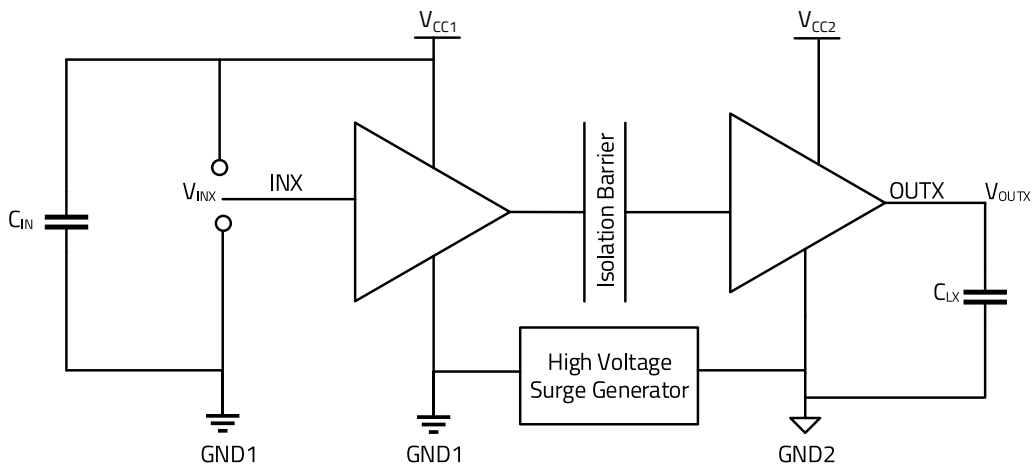 VCC1
VCC2
VINX
INX
CIN
Isolation Barrier
OUTX
VOUTX
CLX
High Voltage
Surge Generator
GND1
GND1
GND2